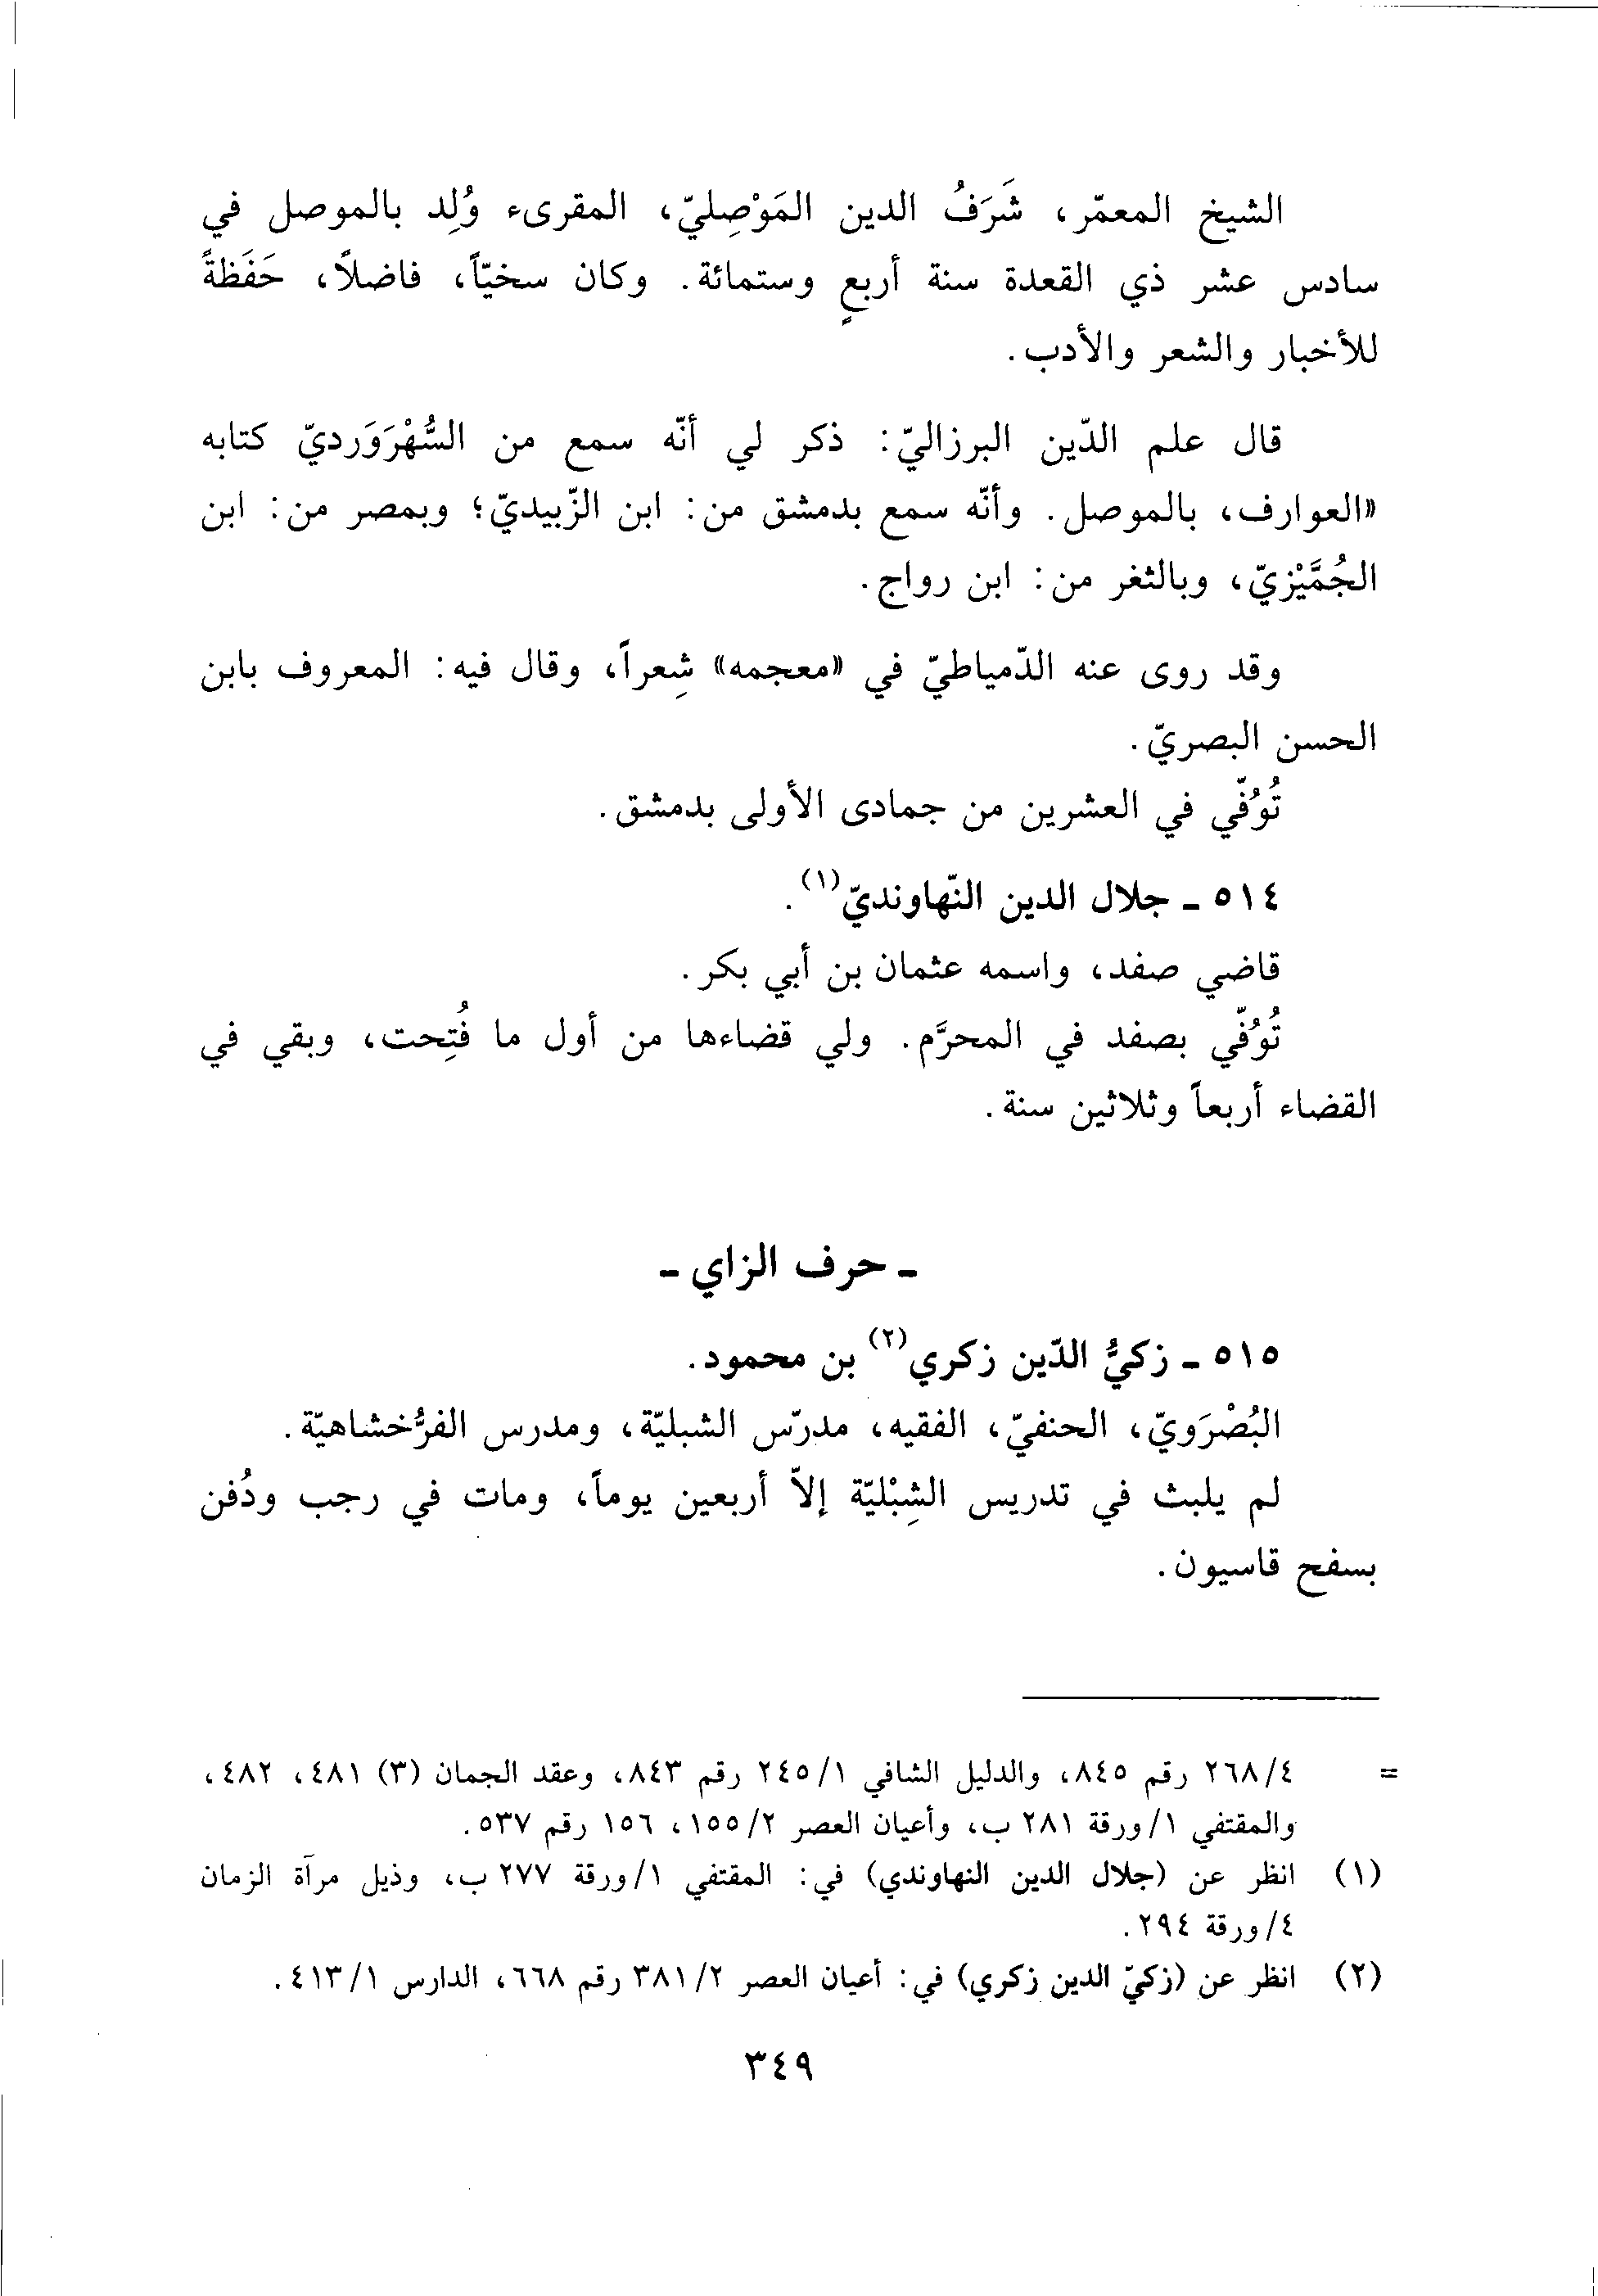 الشيخ المعمّر، شَرَفُ الدين المَوْصِليّ، المقرىء وُلِد بالموصل في
سادس عشر ذي القعدة سنة أربعٍ وستمائة. وكان سخيّاً، فاضلاً، حَفَظةً
للأخبار والشعر والأدب.
قال علم الدّين البرزاليّ: ذكر لي أنّه سمع من السُّهْرَوَرديّ كتابه
«العوارف، بالموصل. وأنّه سمع بدمشق من: ابن الزّبيديّ؛ وبمصر من: ابن
الجُمَّيْزيّ، وبالثغر من: ابن رواج.
وقد روى عنه الدّمياطيّ في «معجمه» شِعراً، وقال فيه: المعروف بابن
الحسن البصريّ.
تُوُفّي في العشرين من جمادى الأولى بدمشق.
٥١٤ ـ جلال الدين النّهاونديّ(١).
قاضي صفد، واسمه عثمان بن أبي بكر.
تُوُفّي بصفد في المحرَّم. ولي قضاءها من أول ما فُتِحت، وبقي في
القضاء أربعاً وثلاثين سنة.
ـ حرف الزاي ـ
٥١٥ ـ زكيُّ الدّين زكري(٢) بن محمود.
البُصْرَويّ، الحنفيّ، الفقيه، مدرّس الشبليّة، ومدرس الفرُّخشاهيّة.
لم يلبث في تدريس الشِبْليّة إلاّ أربعين يوماً، ومات في رجب ودُفن
بسفح قاسيون.
= ٢٦٨/٤ رقم ٨٤٥، والدليل الشافي ٢٤٥/١ رقم ٨٤٣، وعقد الجمان (٣) ٤٨١، ٤٨٢،
والمقتفي ١/ورقة ٢٨١ ب، وأعيان العصر ١٥٥/٢، ١٥٦ رقم ٥٣٧.
(١) انظر عن (جلال الدين النهاوندي) في: المقتفي ١/ورقة ٢٧٧ ب، وذيل مرآة الزمان
٤/ورقة ٢٩٤.
(٢) انظر عن (زكيّ الدين زكري) في: أعيان العصر ٣٨١/٢ رقم ٦٦٨، الدارس ٤١٣/١.
٣٤٩